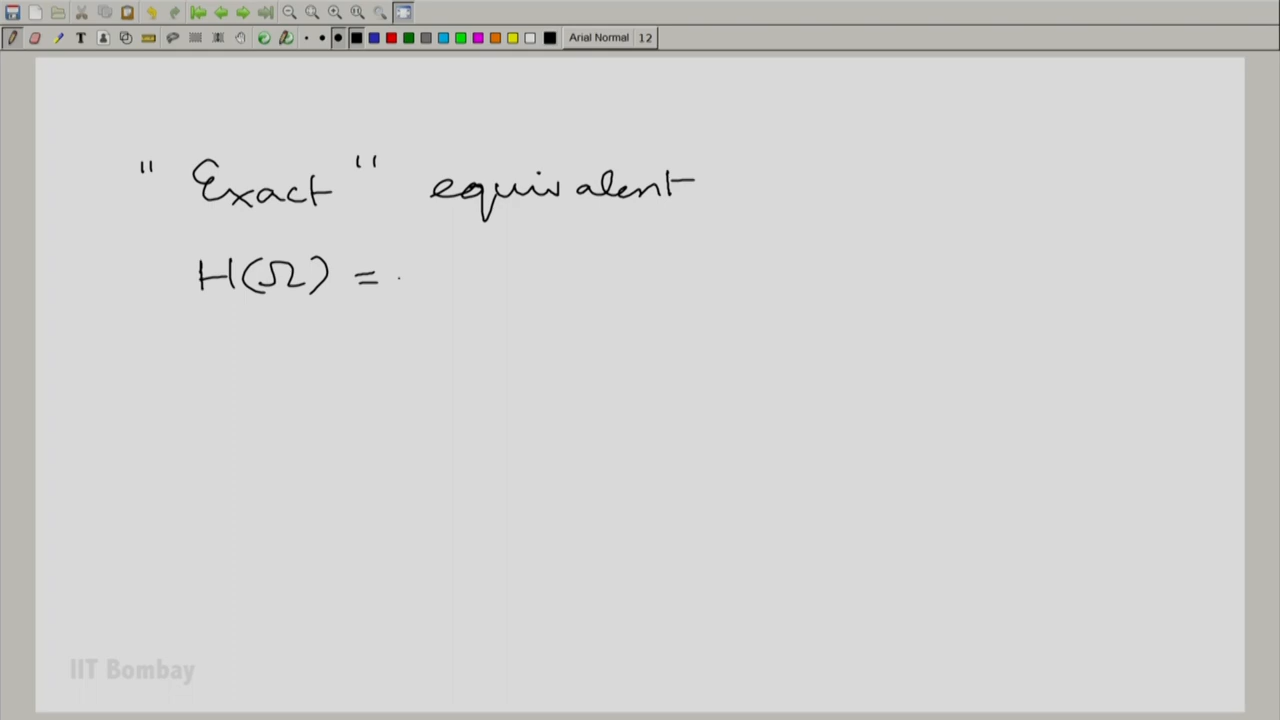 Arial Normal 12
" Exact " equivalent
H(Ω) =
IIT Bombay